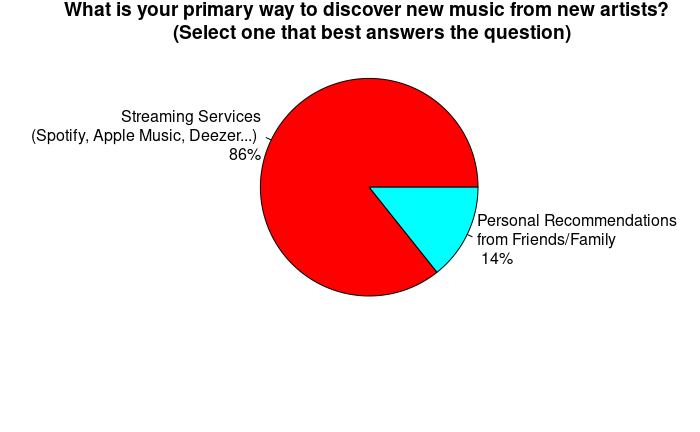 What is your primary way to discover new music from new artists?
(Select one that best answers the question)
Streaming Services
(Spotify, Apple Music, Deezer...)
86%
Personal Recommendations
from Friends/Family
14%